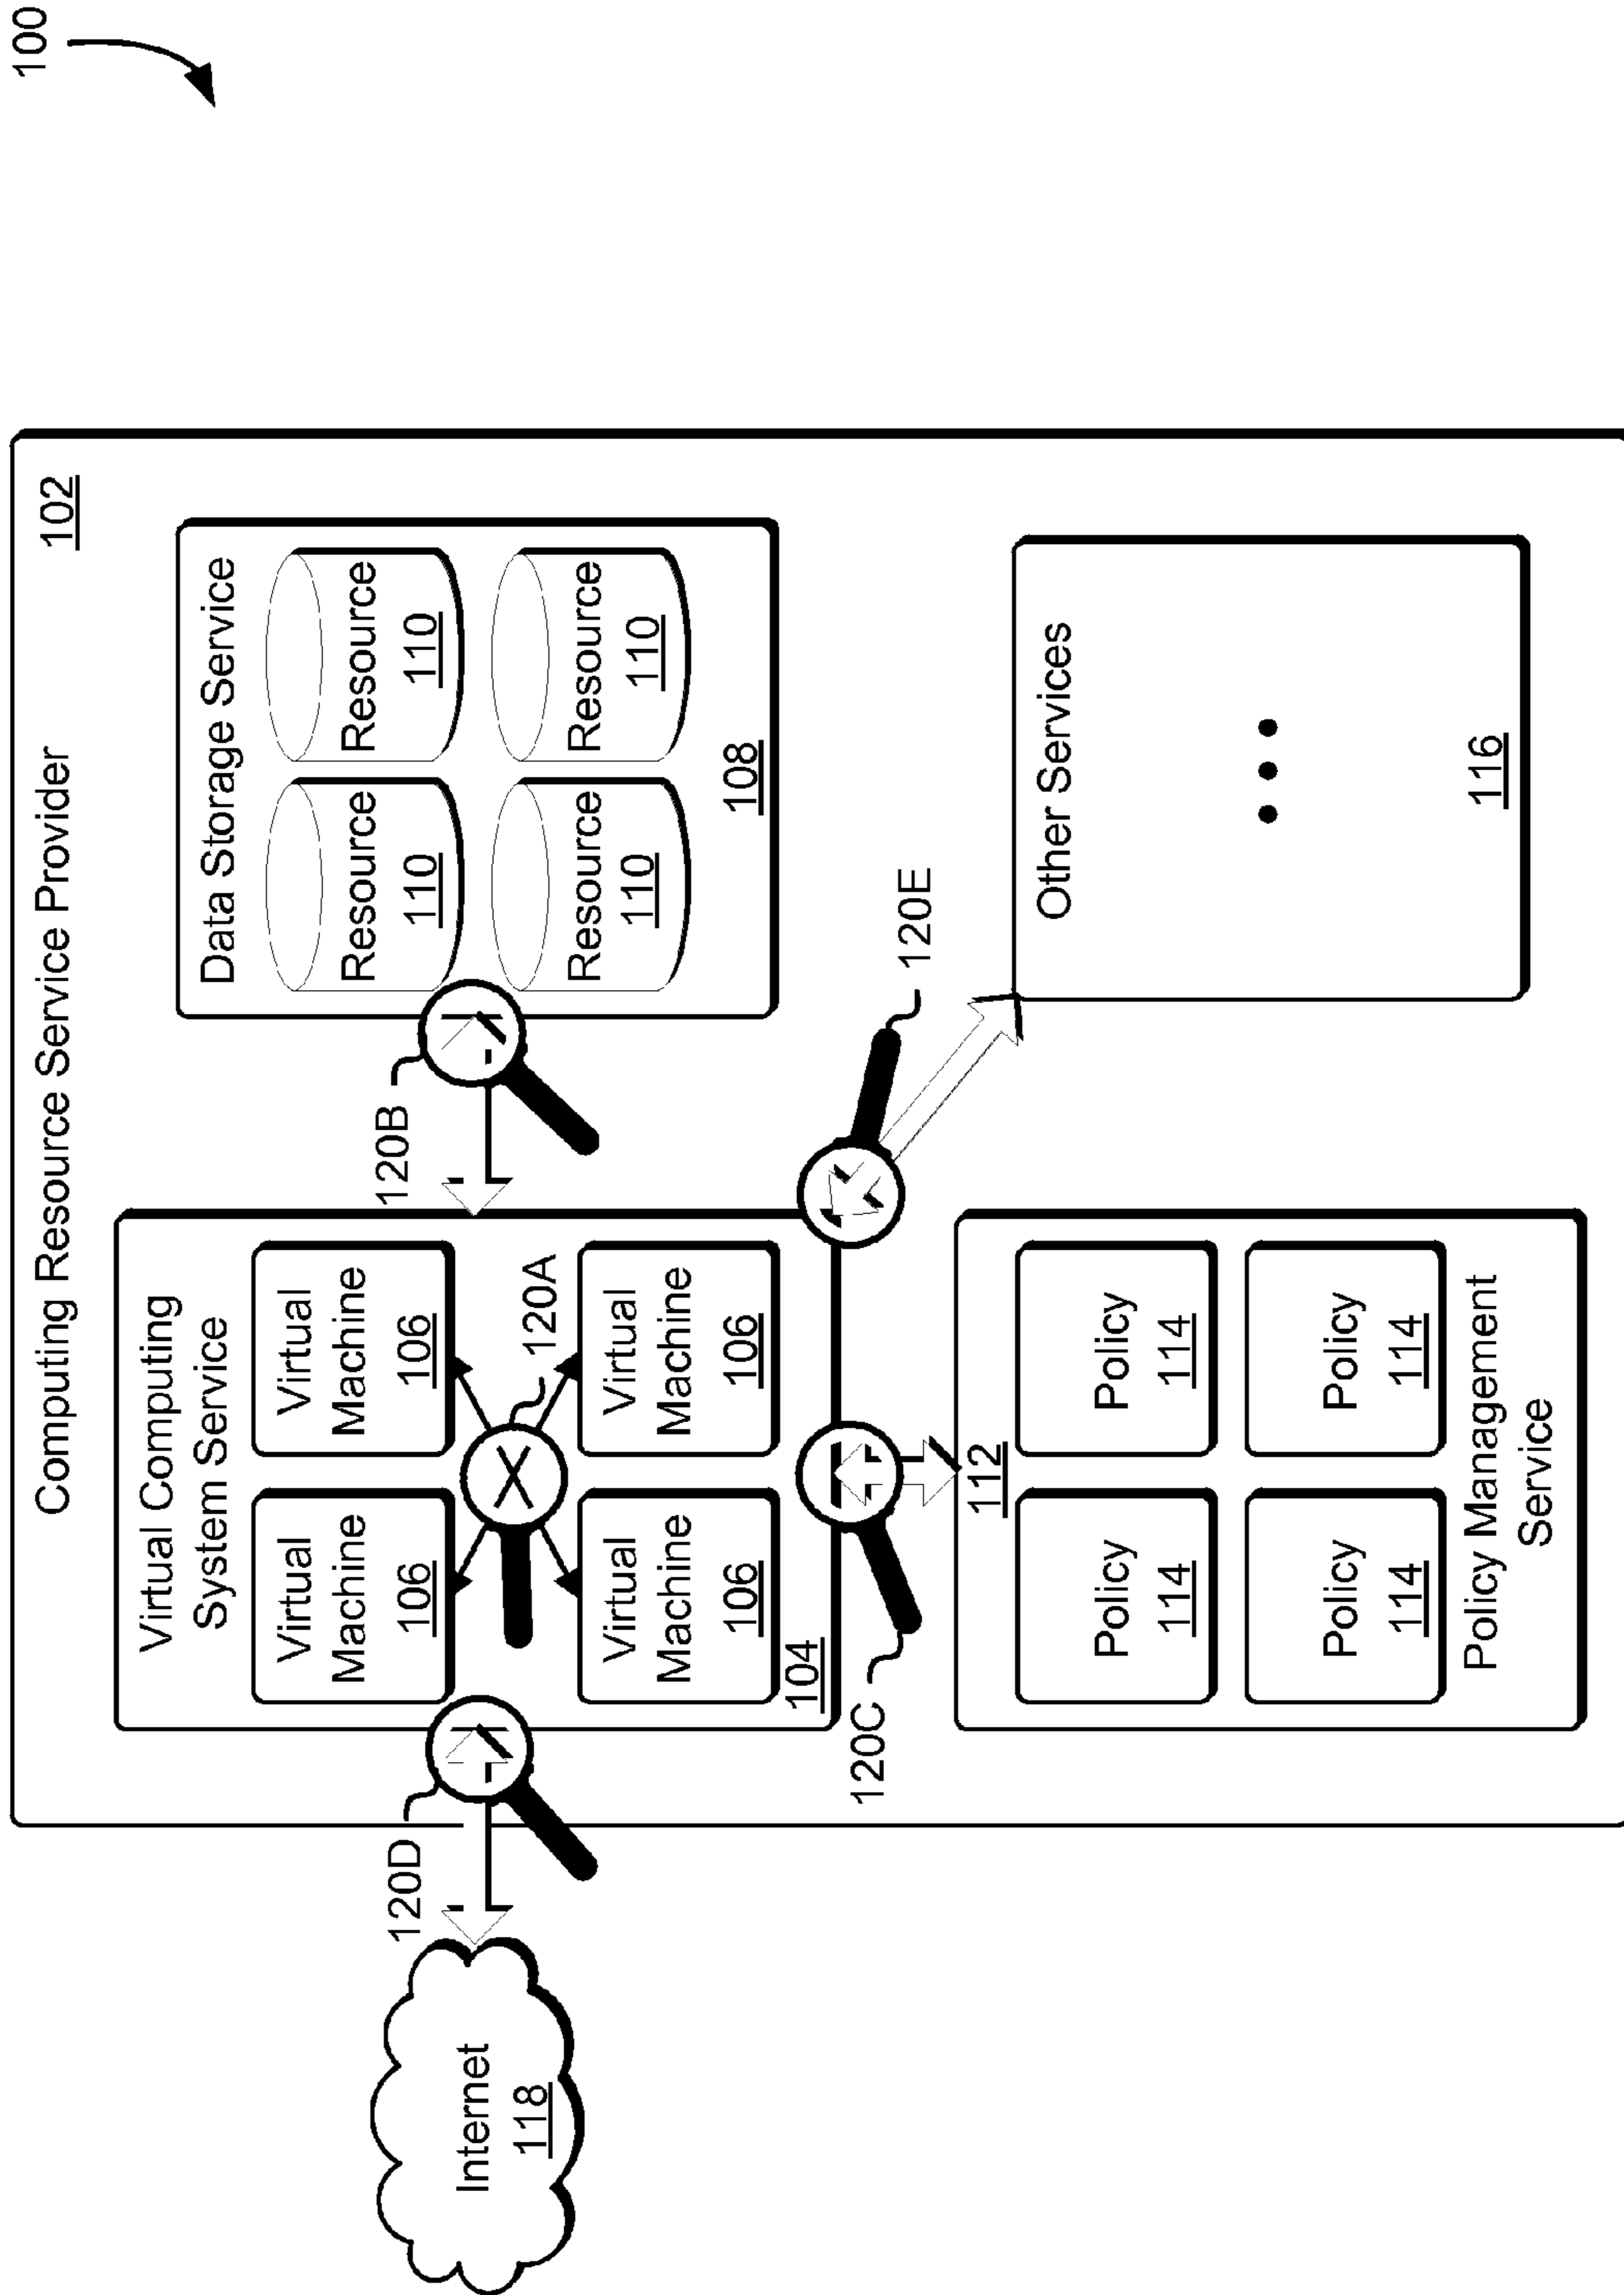 100
Computing Resource Service Provider
102
Virtual Computing
System Service
Virtual
Machine
106
Virtual
Machine
106
120A
Virtual
Machine
106
Virtual
Machine
106
104
Data Storage Service
Resource
110
Resource
110
Resource
110
Resource
110
108
120B
120D
Internet
118
120C
120E
112
Policy
114
Policy
114
Policy
114
Policy
114
Policy Management
Service
Other Services
116